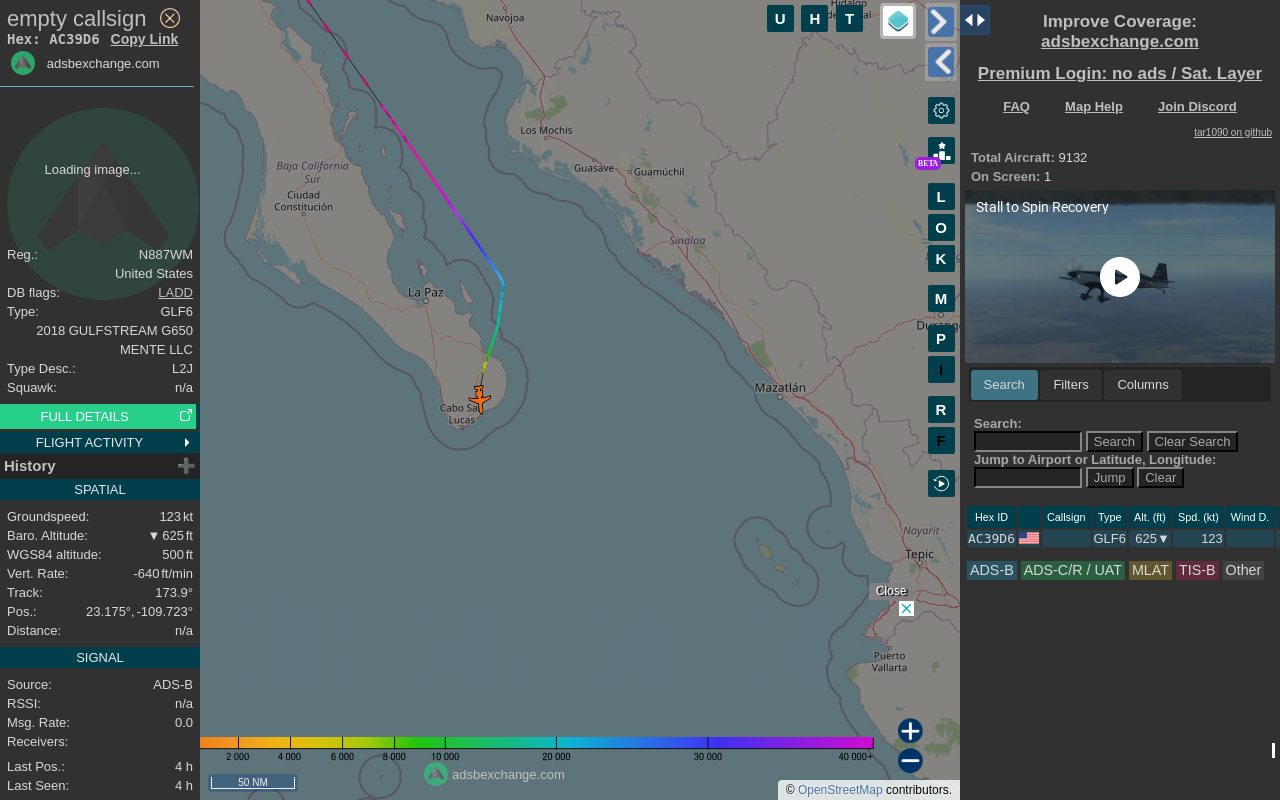 empty callsign
Hex: AC39D6 Copy Link
adsbexchange.com
Loading image...
Reg.: N887WM
United States
DB flags: LADD
Type: GLF6
2018 GULFSTREAM G650
MENTE LLC
Type Desc.: L2J
Squawk: n/a
FULL DETAILS
FLIGHT ACTIVITY
History
SPATIAL
Groundspeed: 123 kt
Baro. Altitude: ▼ 625 ft
WGS84 altitude: 500 ft
Vert. Rate: -640 ft/min
Track: 173.9°
Pos.: 23.175°, -109.723°
Distance: n/a
SIGNAL
Source: ADS-B
RSSI: n/a
Msg. Rate: 0.0
Receivers:
Last Pos.: 4 h
Last Seen: 4 h
Navojoa
Los Mochis
Guasave
Guamúchil
Baja California
Sur
Ciudad
Constitución
Sinaloa
La Paz
Mazatlán
Cabo Sa
Lucas
Nayarit
Tepic
Puerto
Vallarta
Close
U H T
BETA
L
O
K
M
P
I
R
F
2 000 4 000 6 000 8 000 10 000 20 000 30 000 40 000+
adsbexchange.com
50 NM
© OpenStreetMap contributors.
Improve Coverage:
adsbexchange.com
Premium Login: no ads / Sat. Layer
FAQ Map Help Join Discord
tar1090 on github
Total Aircraft: 9132
On Screen: 1
Stall to Spin Recovery
Search Filters Columns
Search:
Search Clear Search
Jump to Airport or Latitude, Longitude:
Jump Clear
Hex ID Callsign Type Alt. (ft) Spd. (kt) Wind D.
AC39D6 GLF6 625▼ 123
ADS-B ADS-C/R / UAT MLAT TIS-B Other